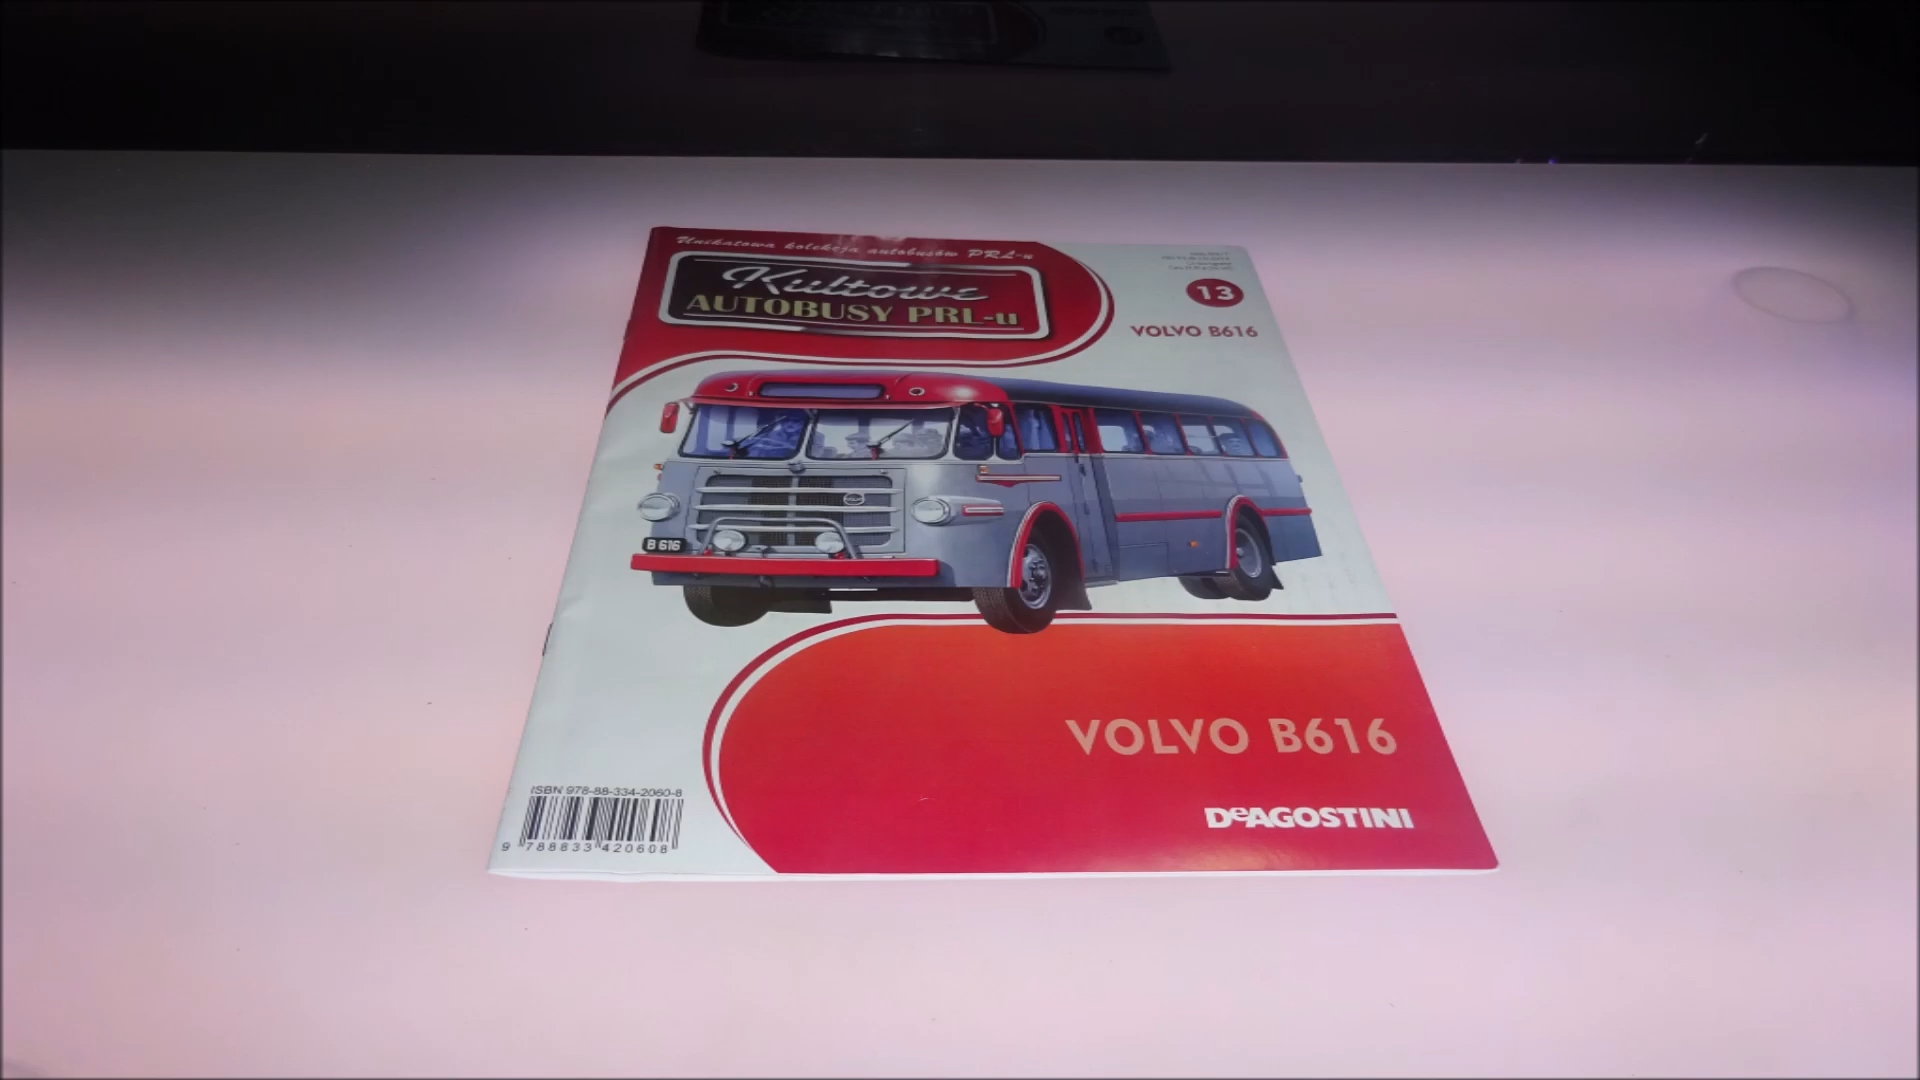 Unikatowa kolekcja autobusów PRL-u
Kultowe
AUTOBUSY PRL-u
13
VOLVO B616
VOLVO
B 616
VOLVO B616
DeAGOSTINI
ISBN 978-88-334-2060-8
9 788833 420608